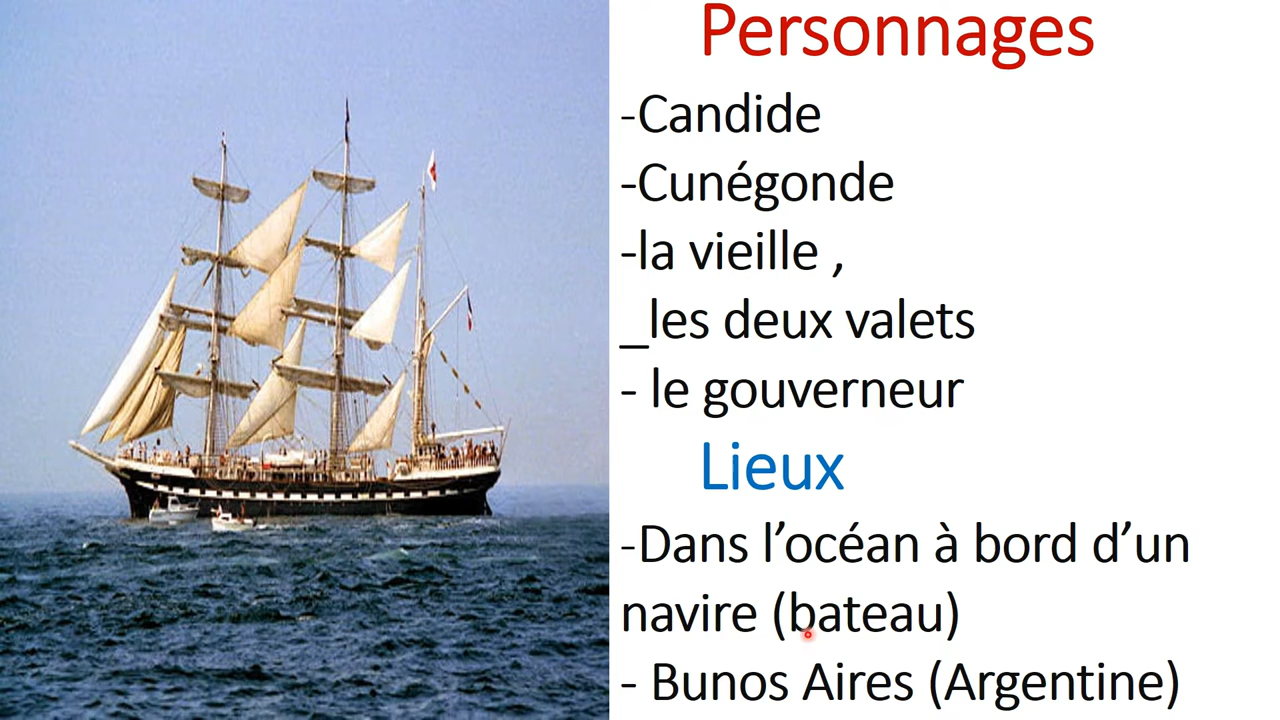 Personnages
-Candide
-Cunégonde
-la vieille ,
_les deux valets
- le gouverneur
Lieux
-Dans l’océan à bord d’un
navire (bateau)
- Bunos Aires (Argentine)